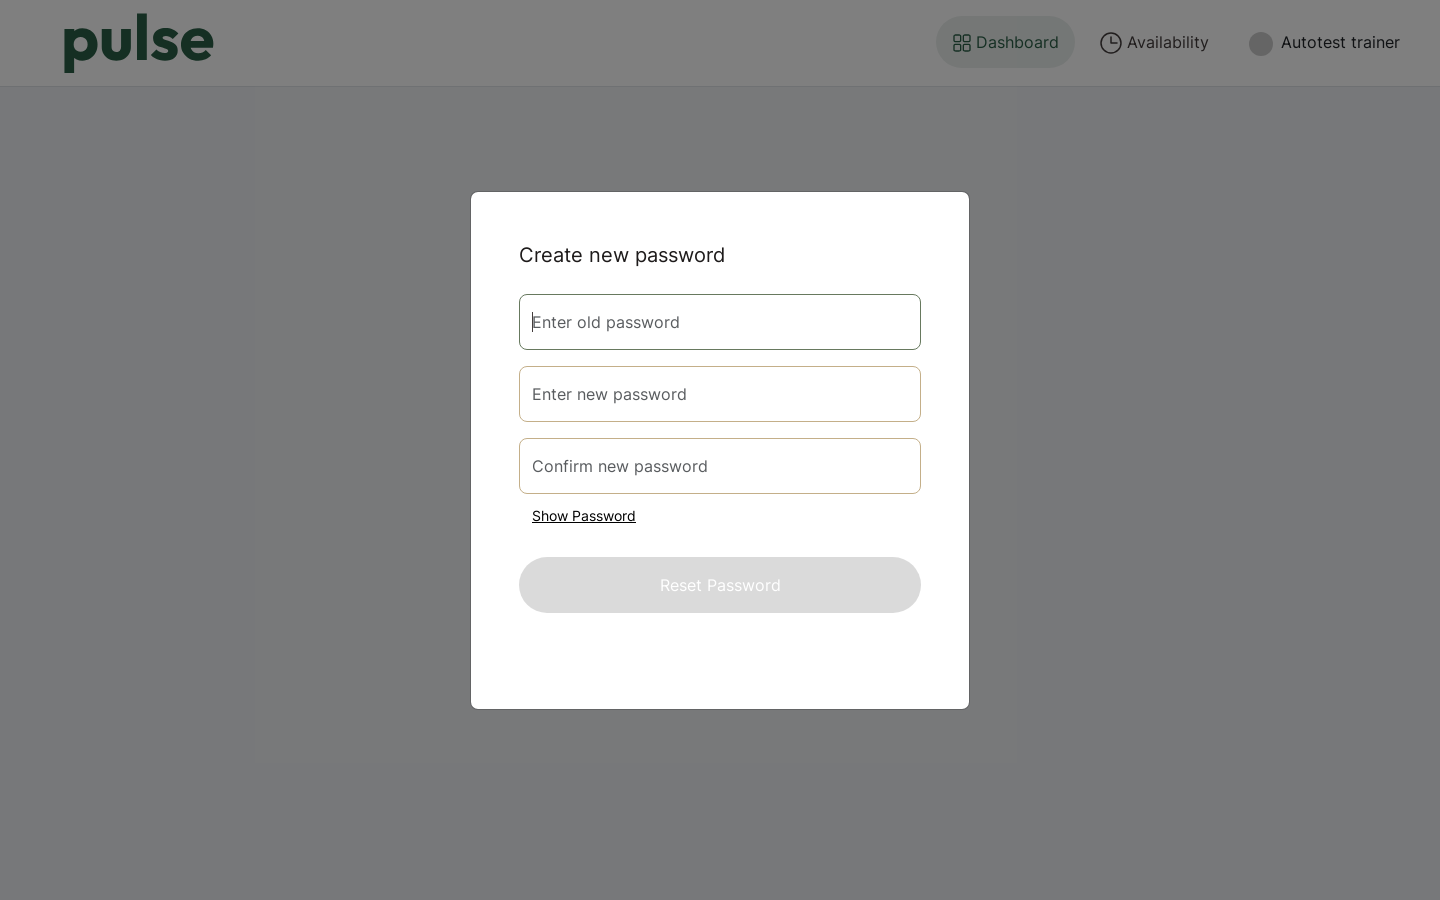 pulse
Dashboard
Availability
Autotest trainer
Create new password
Enter old password
Enter new password
Confirm new password
Show Password
Reset Password